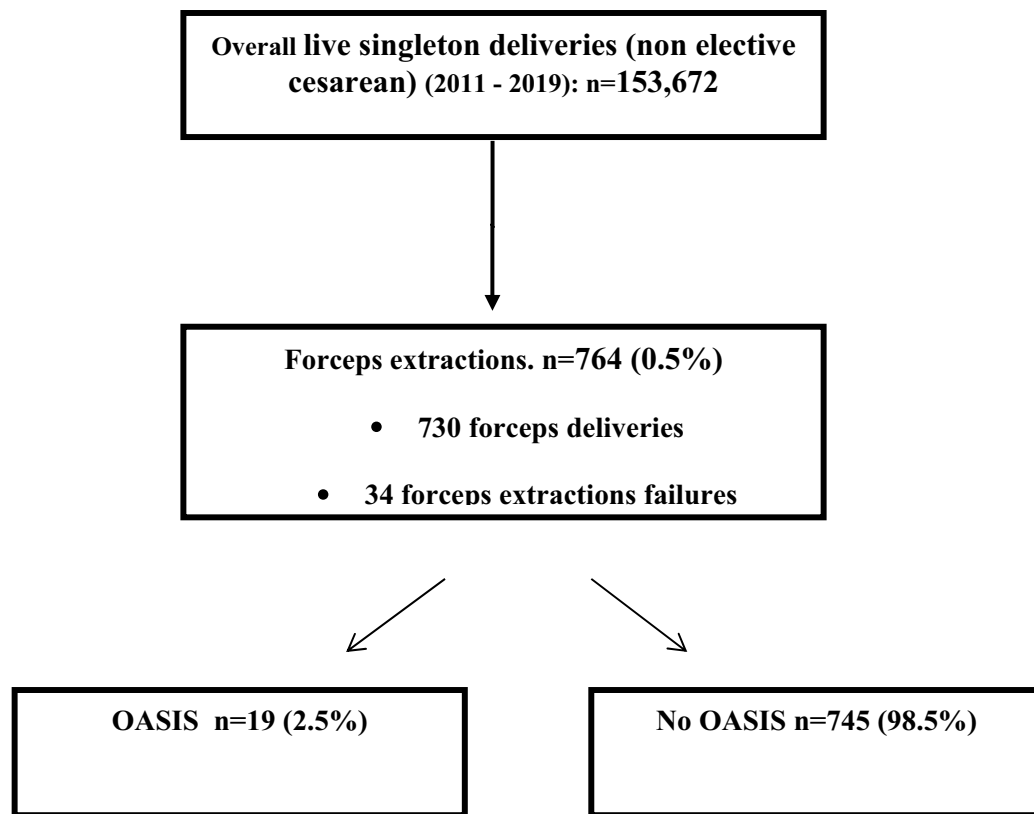 Overall live singleton deliveries (non elective
cesarean) (2011 - 2019): n=153,672
Forceps extractions. n=764 (0.5%)
• 730 forceps deliveries
• 34 forceps extractions failures
OASIS n=19 (2.5%)
No OASIS n=745 (98.5%)